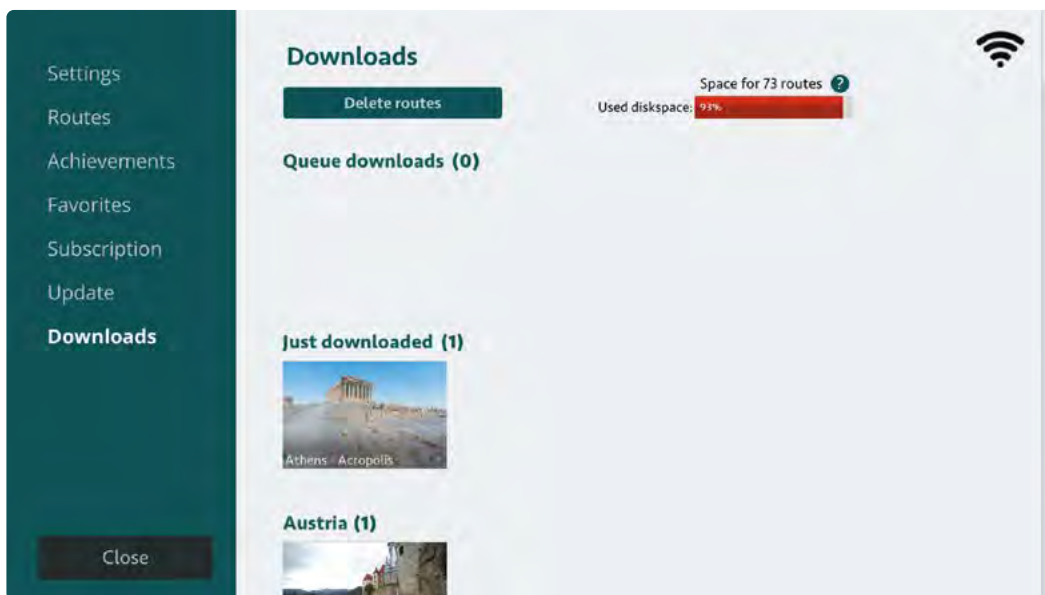 Settings
Routes
Achievements
Favorites
Subscription
Update
Downloads
Close
Downloads
Delete routes
Space for 73 routes ?
Used diskspace: 93%
Queue downloads (0)
Just downloaded (1)
Athens - Acropolis
Austria (1)